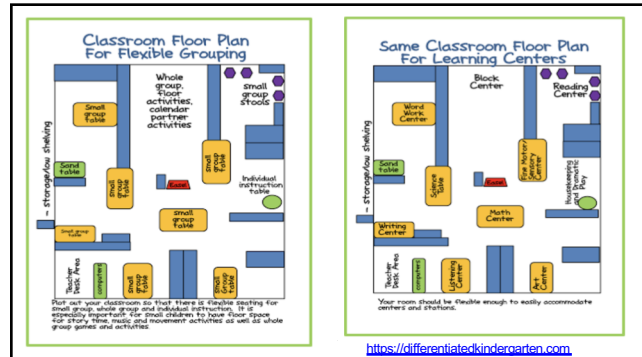 Classroom Floor Plan
For Flexible Grouping
Whole
group,
floor
activities,
calendar
partner
activities
small
group
stools
Small
group
table
small
group
table
small
group
table
~ storage/low shelving
Sand
table
Easel
Individual
instruction
table
small
group
table
Small group
table
Teacher
Desk Area
computers
small
group
table
Small
Group
table
Plot out your classroom so that there is flexible seating for
small group, whole group and individual instruction. It is
especially important for small children to have floor space
for story time, music and movement activities as well as whole
group games and activities.
Same Classroom Floor Plan
For Learning Centers
Block
Center
Reading
Center
Word
Work
Center
Fine Motor/
Sensory
Center
~ storage/low shelving
Sand
table
Science
Table
Easel
Housekeeping
and Dramatic
Play
Math
Center
Writing
Center
Teacher
Desk Area
computers
Listening
Center
Art
Center
Your room should be flexible enough to easily accommodate
centers and stations.
https://differentiatedkindergarten.com